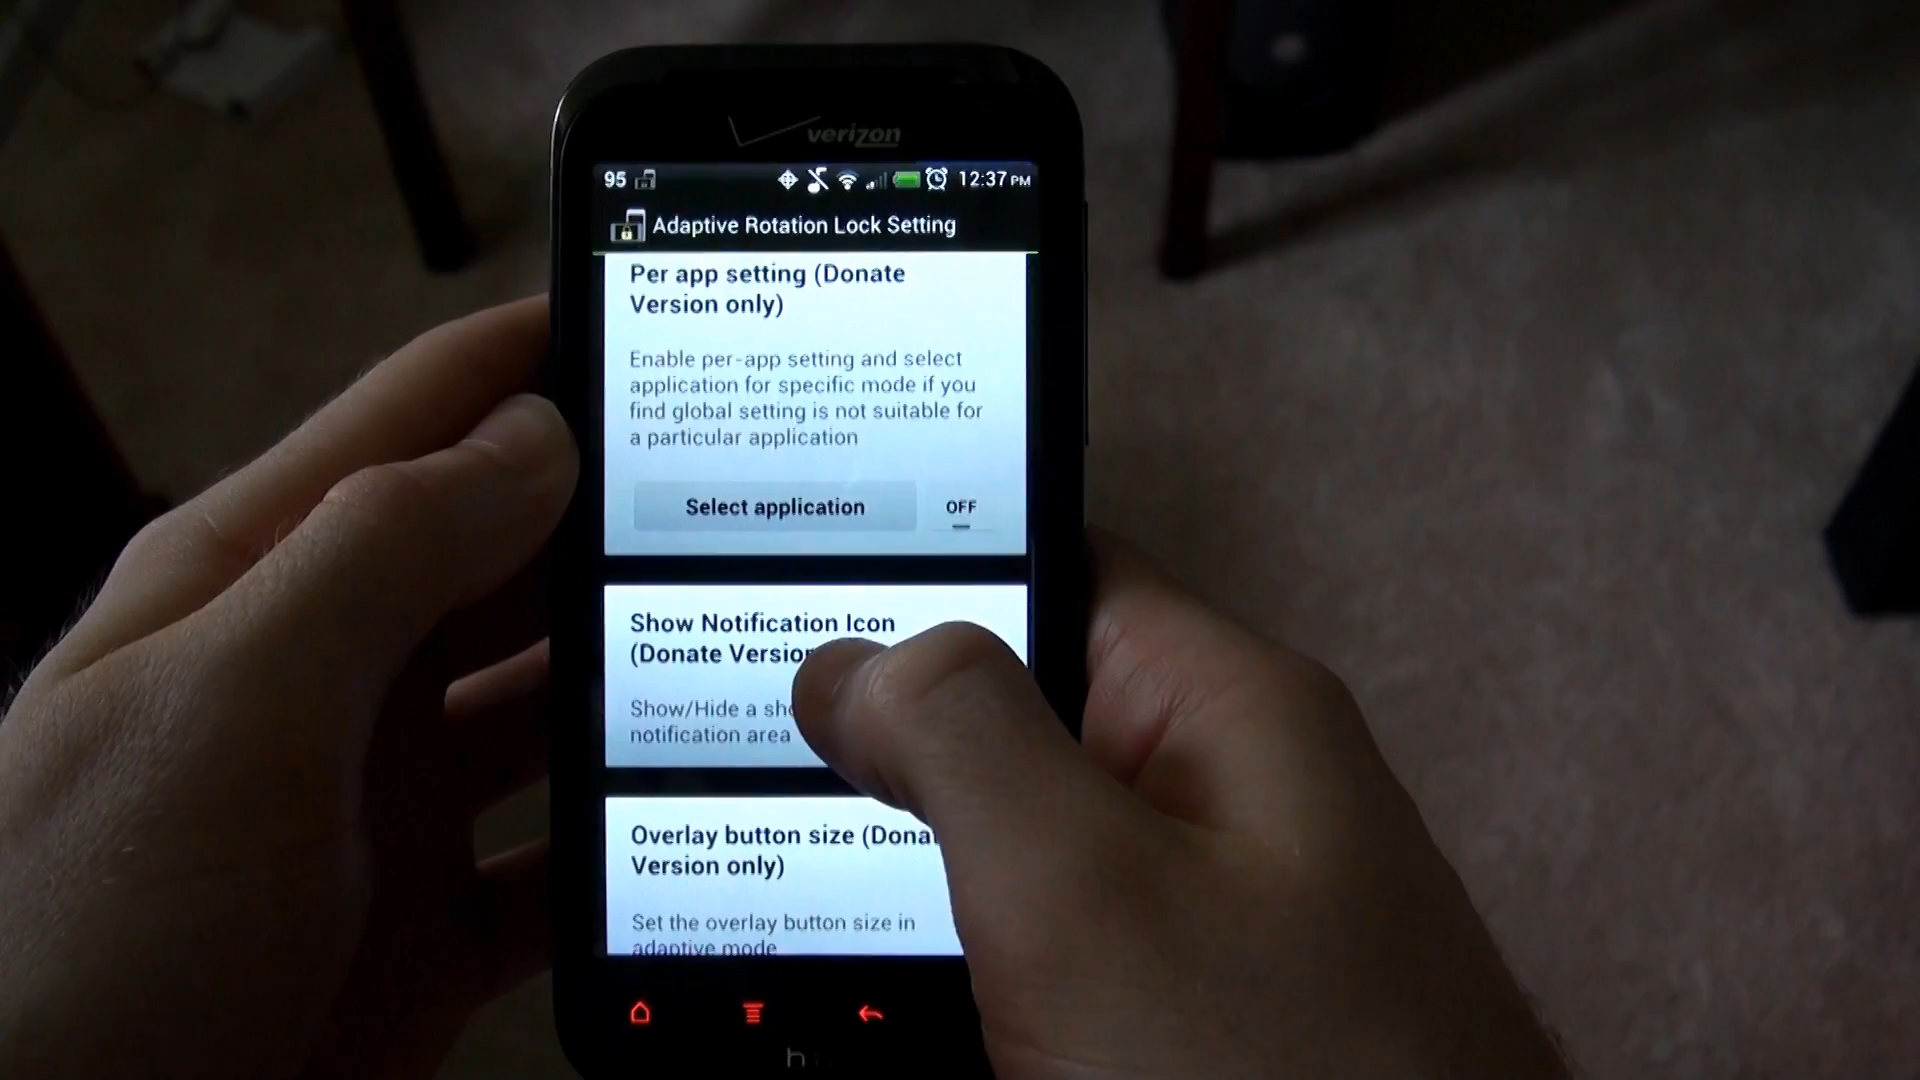 verizon
95 12:37 PM
Adaptive Rotation Lock Setting
Per app setting (Donate
Version only)
Enable per-app setting and select
application for specific mode if you
find global setting is not suitable for
a particular application
Select application OFF
Show Notification Icon
(Donate
Show/Hide a
notification area
Overlay button size
Version only)
Set the overlay button size in
adaptive mode